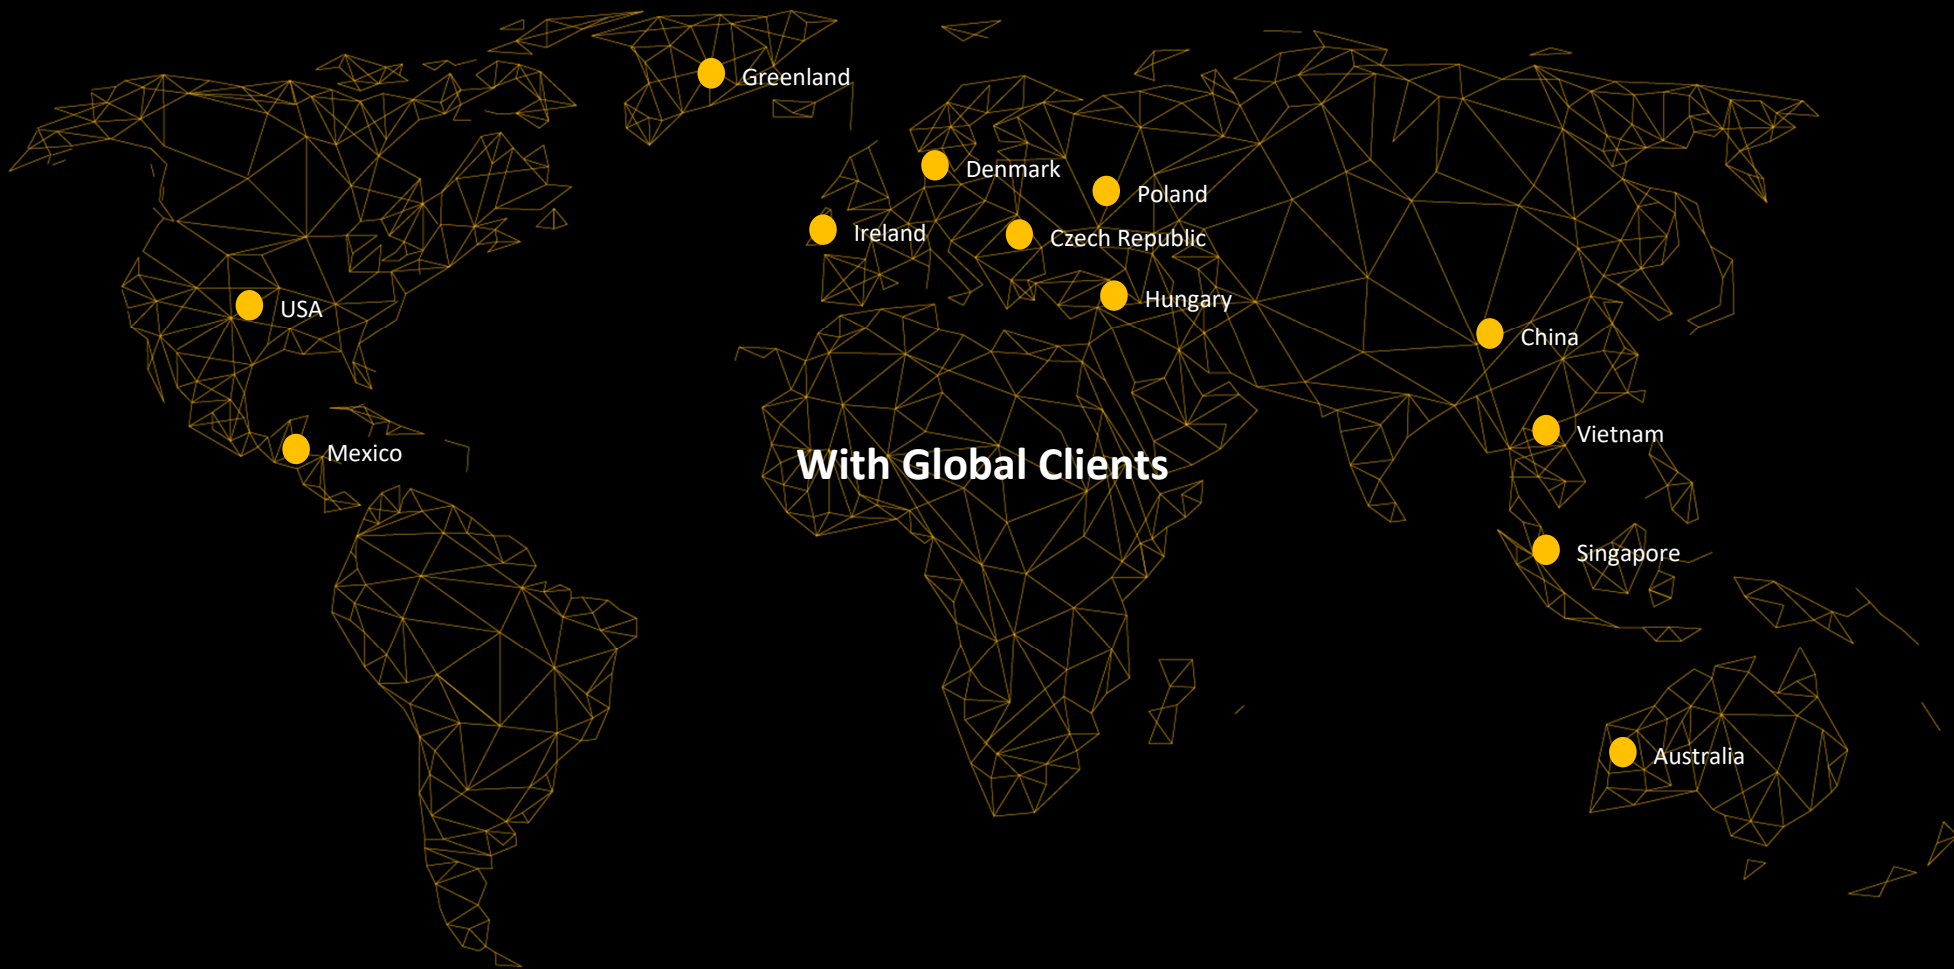 Greenland
Denmark
Poland
Ireland
Czech Republic
Hungary
USA
China
Vietnam
Mexico
With Global Clients
Singapore
Australia